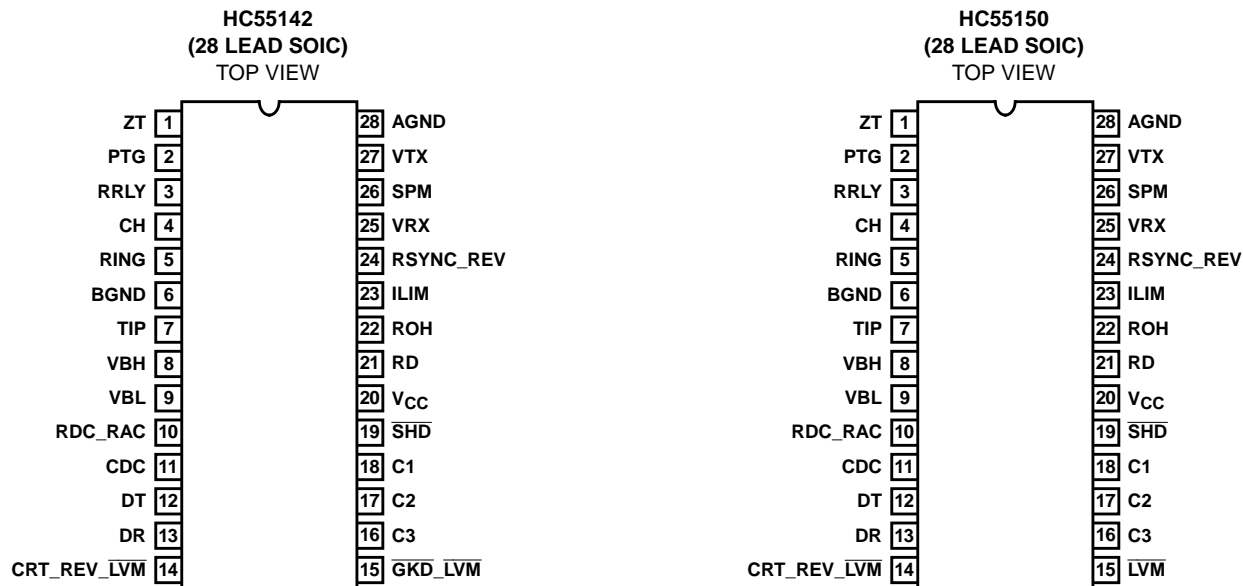 HC55142
(28 LEAD SOIC)
TOP VIEW
ZT 1 28 AGND
PTG 2 27 VTX
RRLY 3 26 SPM
CH 4 25 VRX
RING 5 24 RSYNC_REV
BGND 6 23 ILIM
TIP 7 22 ROH
VBH 8 21 RD
VBL 9 20 VCC
RDC_RAC 10 19 SHD
CDC 11 18 C1
DT 12 17 C2
DR 13 16 C3
CRT_REV_LVM 14 15 GKD_LVM
HC55150
(28 LEAD SOIC)
TOP VIEW
ZT 1 28 AGND
PTG 2 27 VTX
RRLY 3 26 SPM
CH 4 25 VRX
RING 5 24 RSYNC_REV
BGND 6 23 ILIM
TIP 7 22 ROH
VBH 8 21 RD
VBL 9 20 VCC
RDC_RAC 10 19 SHD
CDC 11 18 C1
DT 12 17 C2
DR 13 16 C3
CRT_REV_LVM 14 15 LVM